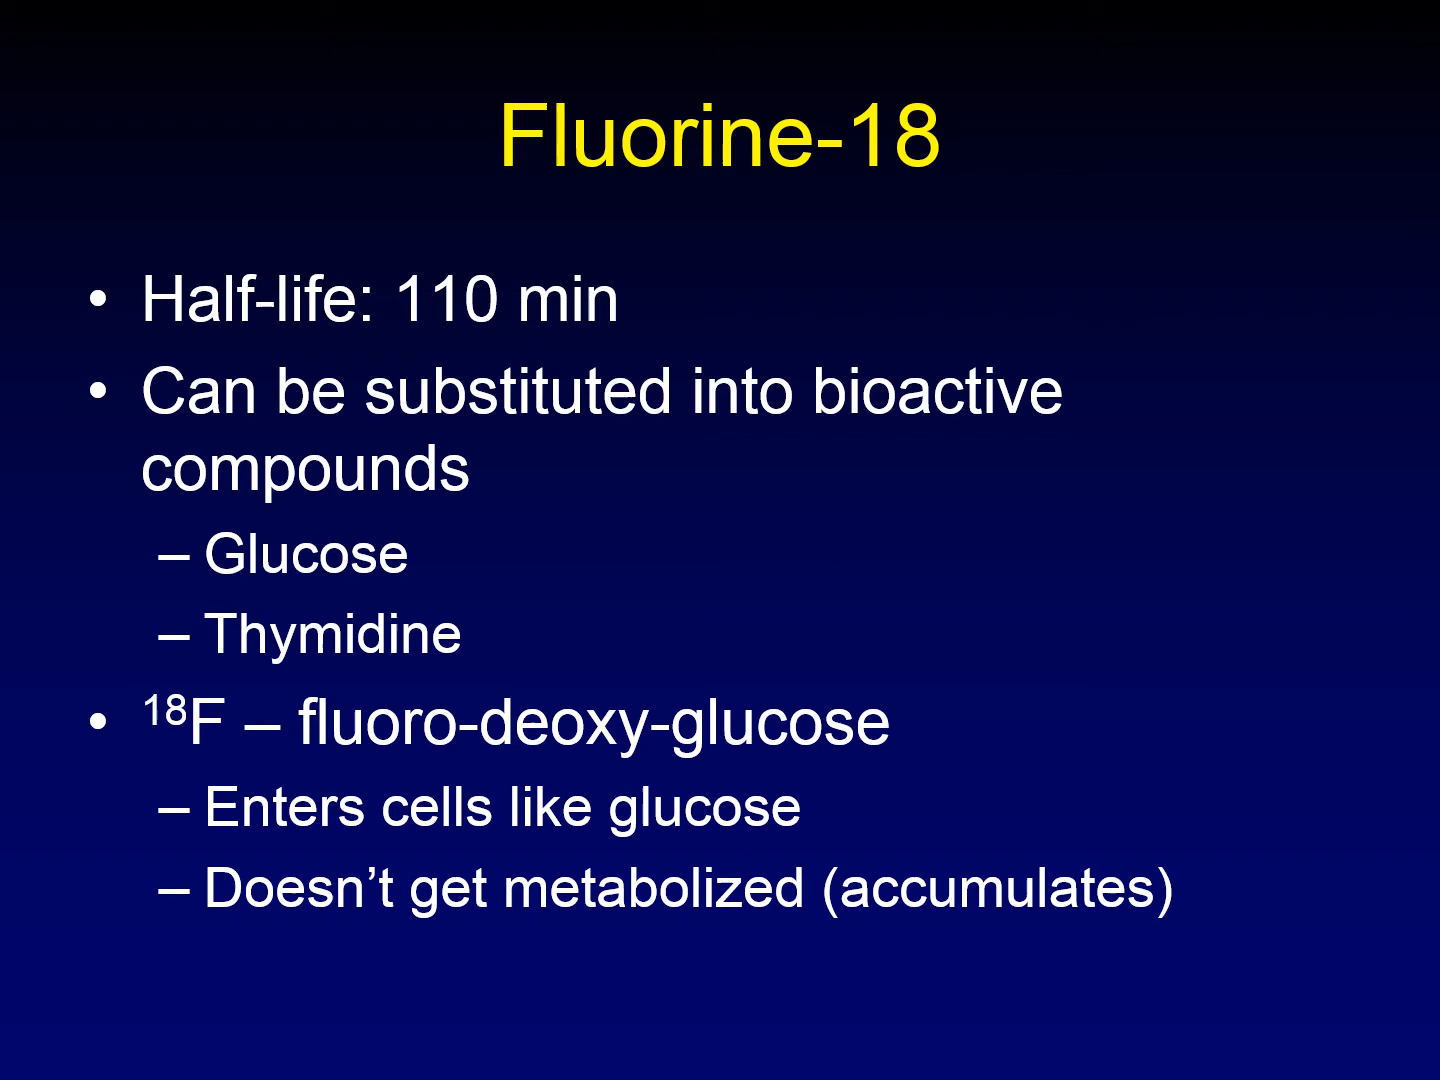 Fluorine-18
• Half-life: 110 min
• Can be substituted into bioactive
compounds
– Glucose
– Thymidine
• ¹⁸F – fluoro-deoxy-glucose
– Enters cells like glucose
– Doesn’t get metabolized (accumulates)